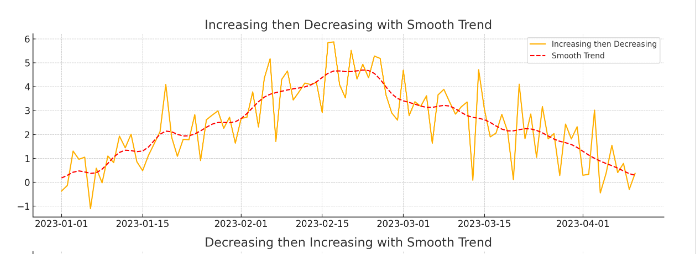 Increasing then Decreasing with Smooth Trend
6
5
4
3
2
1
0
−1
Increasing then Decreasing
Smooth Trend
2023-01-01 2023-01-15 2023-02-01 2023-02-15 2023-03-01 2023-03-15 2023-04-01
Decreasing then Increasing with Smooth Trend